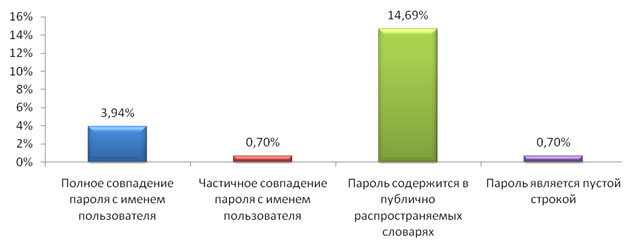 16%
14%
12%
10%
8%
6%
4%
2%
0%
3,94%
0,70%
14,69%
0,70%
Полное совпадение
пароля с именем
пользователя
Частичное совпадение
пароля с именем
пользователя
Пароль содержится в
публично
распространяемых
словарях
Пароль является пустой
строкой